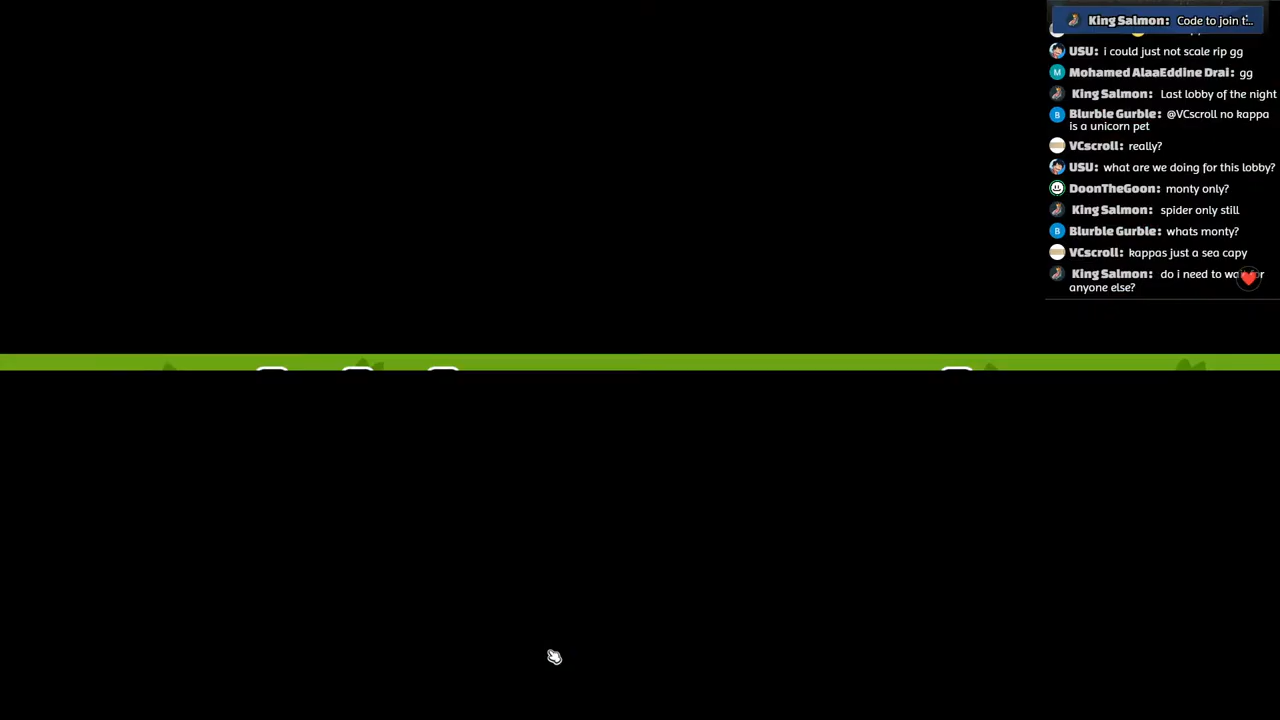 King Salmon: Code to join t...
USU: i could just not scale rip gg
M Mohamed AlaaEddine Drai: gg
King Salmon: Last lobby of the night
B Blurble Gurble: @VCscroll no kappa
is a unicorn pet
VCscroll: really?
USU: what are we doing for this lobby?
DoonTheGoon: monty only?
King Salmon: spider only still
B Blurble Gurble: whats monty?
VCscroll: kappas just a sea capy
King Salmon: do i need to
anyone else?